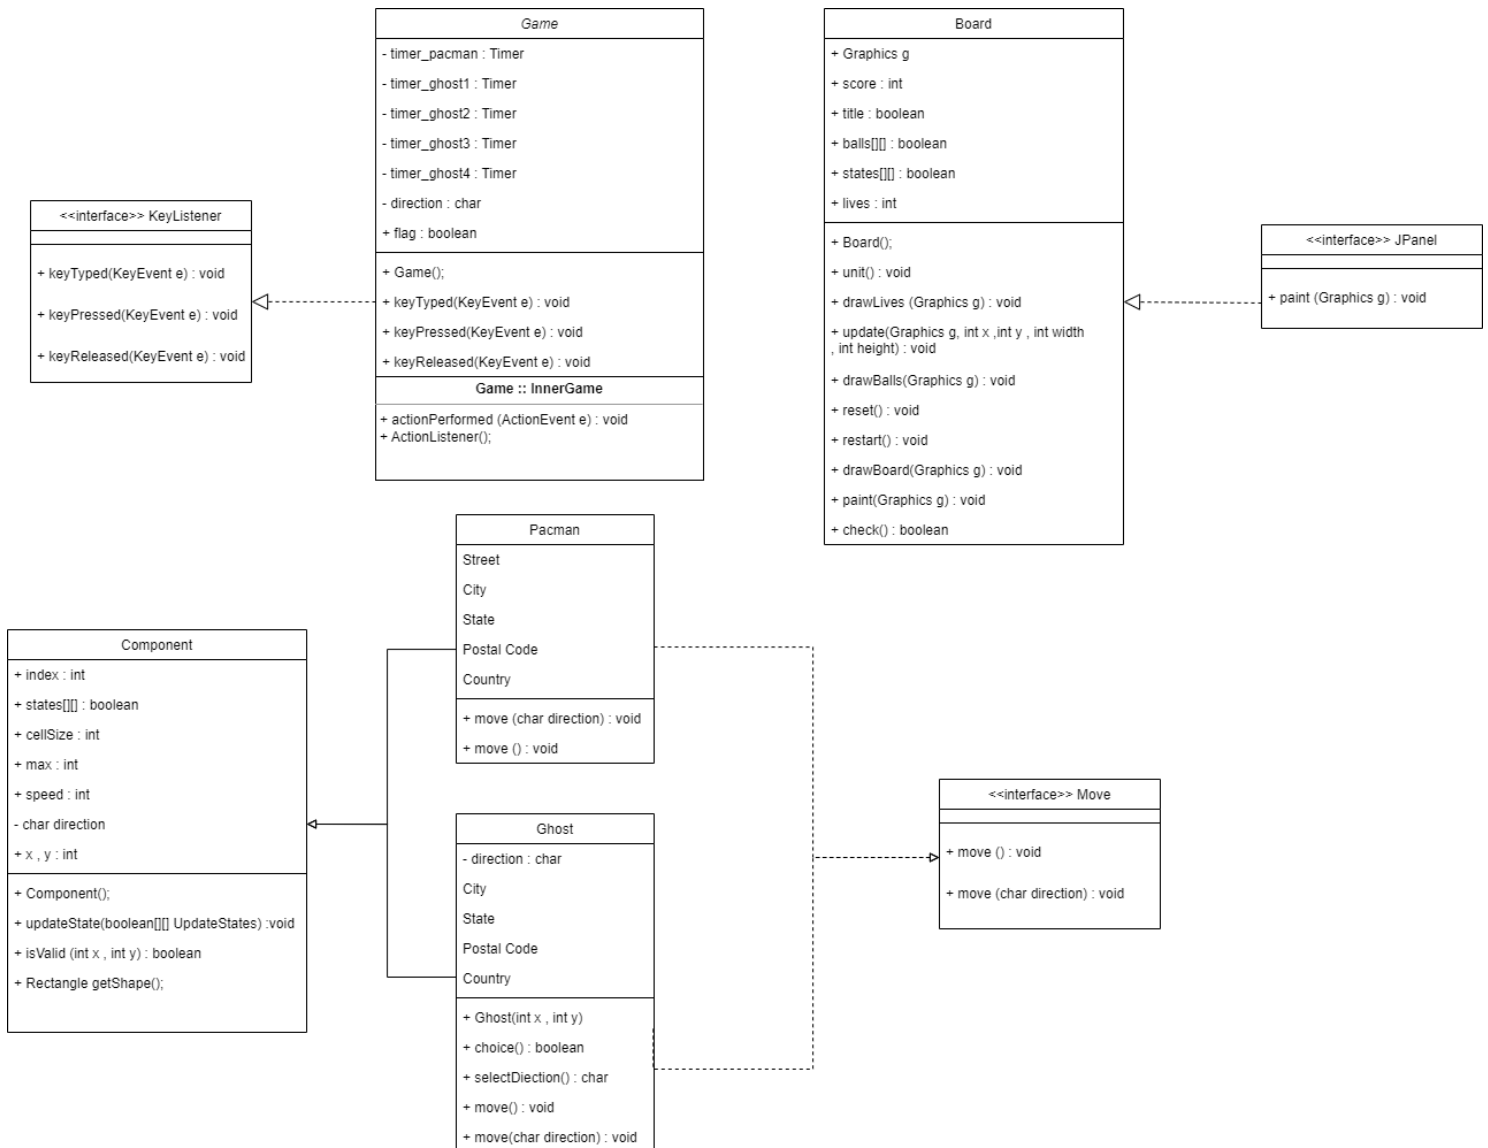 Game
- timer_pacman : Timer
- timer_ghost1 : Timer
- timer_ghost2 : Timer
- timer_ghost3 : Timer
- timer_ghost4 : Timer
- direction : char
+ flag : boolean
+ Game();
+ keyTyped(KeyEvent e) : void
+ keyPressed(KeyEvent e) : void
+ keyReleased(KeyEvent e) : void
Game :: InnerGame
+ actionPerformed (ActionEvent e) : void
+ ActionListener();
Board
+ Graphics g
+ score : int
+ title : boolean
+ balls[][] : boolean
+ states[][] : boolean
+ lives : int
+ Board();
+ unit() : void
+ drawLives (Graphics g) : void
+ update(Graphics g, int x ,int y , int width
, int height) : void
+ drawBalls(Graphics g) : void
+ reset() : void
+ restart() : void
+ drawBoard(Graphics g) : void
+ paint(Graphics g) : void
+ check() : boolean
<<interface>> KeyListener
+ keyTyped(KeyEvent e) : void
+ keyPressed(KeyEvent e) : void
+ keyReleased(KeyEvent e) : void
<<interface>> JPanel
+ paint (Graphics g) : void
Pacman
Street
City
State
Postal Code
Country
+ move (char direction) : void
+ move () : void
Component
+ index : int
+ states[][] : boolean
+ cellSize : int
+ max : int
+ speed : int
- char direction
+ x , y : int
+ Component();
+ updateState(boolean[][] UpdateStates) :void
+ isValid (int x , int y) : boolean
+ Rectangle getShape();
Ghost
- direction : char
City
State
Postal Code
Country
+ Ghost(int x , int y)
+ choice() : boolean
+ selectDiection() : char
+ move() : void
+ move(char direction) : void
<<interface>> Move
+ move () : void
+ move (char direction) : void